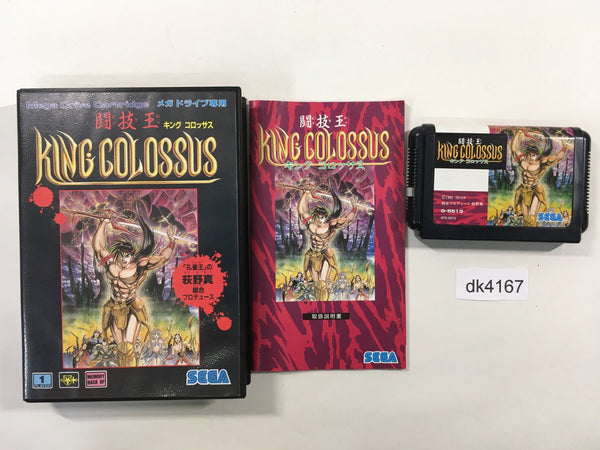 Mega Drive Cartridge メガドライブ専用
闘技王
キング コロッサス
KING COLOSSUS
「孔雀王」の
荻野真
総合
プロデュース
1
PLAYER
MEMORY
BACK UP
SEGA
闘技王
KING COLOSSUS
キング コロッサス
取扱説明書
SEGA
闘技王
KING COLOSSUS
キング コロッサス
G-5513
SEGA
dk4167